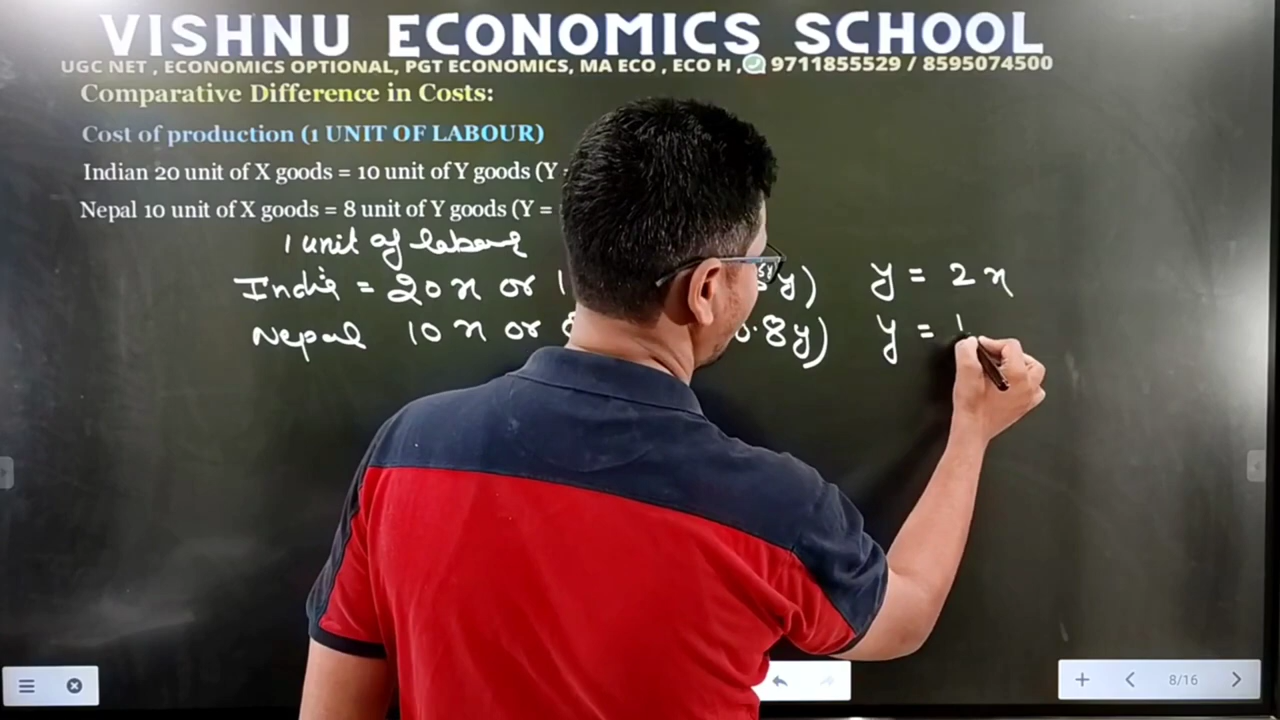 VISHNU ECONOMICS SCHOOL
UGC NET , ECONOMICS OPTIONAL, PGT ECONOMICS, MA ECO , ECO H , 9711855529 / 8595074500
Comparative Difference in Costs:
Cost of production (1 UNIT OF LABOUR)
Indian 20 unit of X goods = 10 unit of Y goods (Y =
Nepal 10 unit of X goods = 8 unit of Y goods (Y =
1 unit of labour
India = 20x or 1 y) y = 2x
Nepal 10x or 0.8y) y = 1
8/16